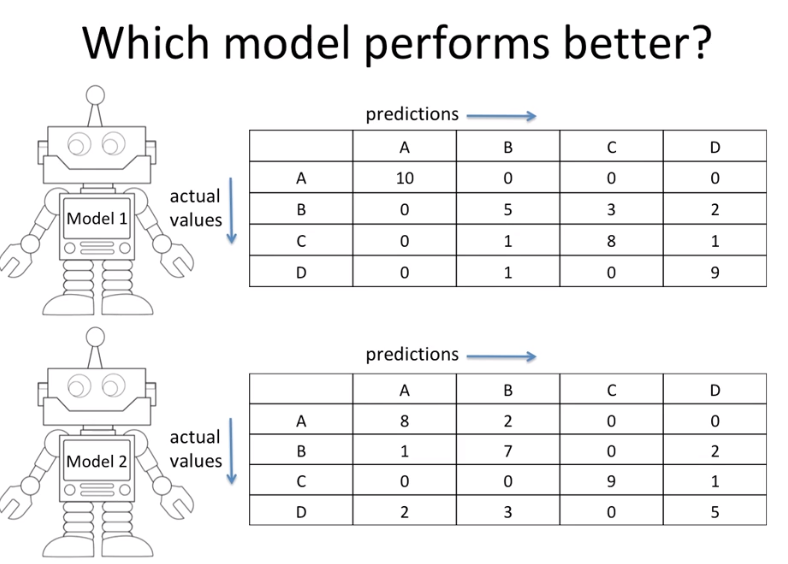 Which model performs better?
predictions
A B C D
A 10 0 0 0
actual
values
B 0 5 3 2
Model 1
C 0 1 8 1
D 0 1 0 9
predictions
A B C D
A 8 2 0 0
actual
values
B 1 7 0 2
Model 2
C 0 0 9 1
D 2 3 0 5